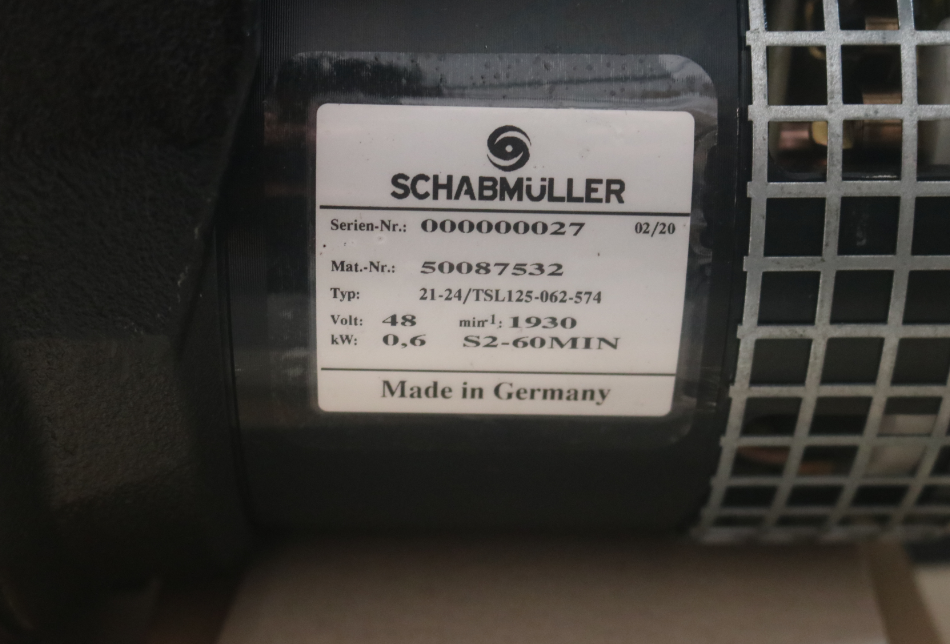 SCHABMÜLLER
Serien-Nr.: 000000027 02/20
Mat.-Nr.: 50087532
Typ: 21-24/TSL125-062-574
Volt: 48 min-1: 1930
kW: 0,6 S2-60MIN
Made in Germany